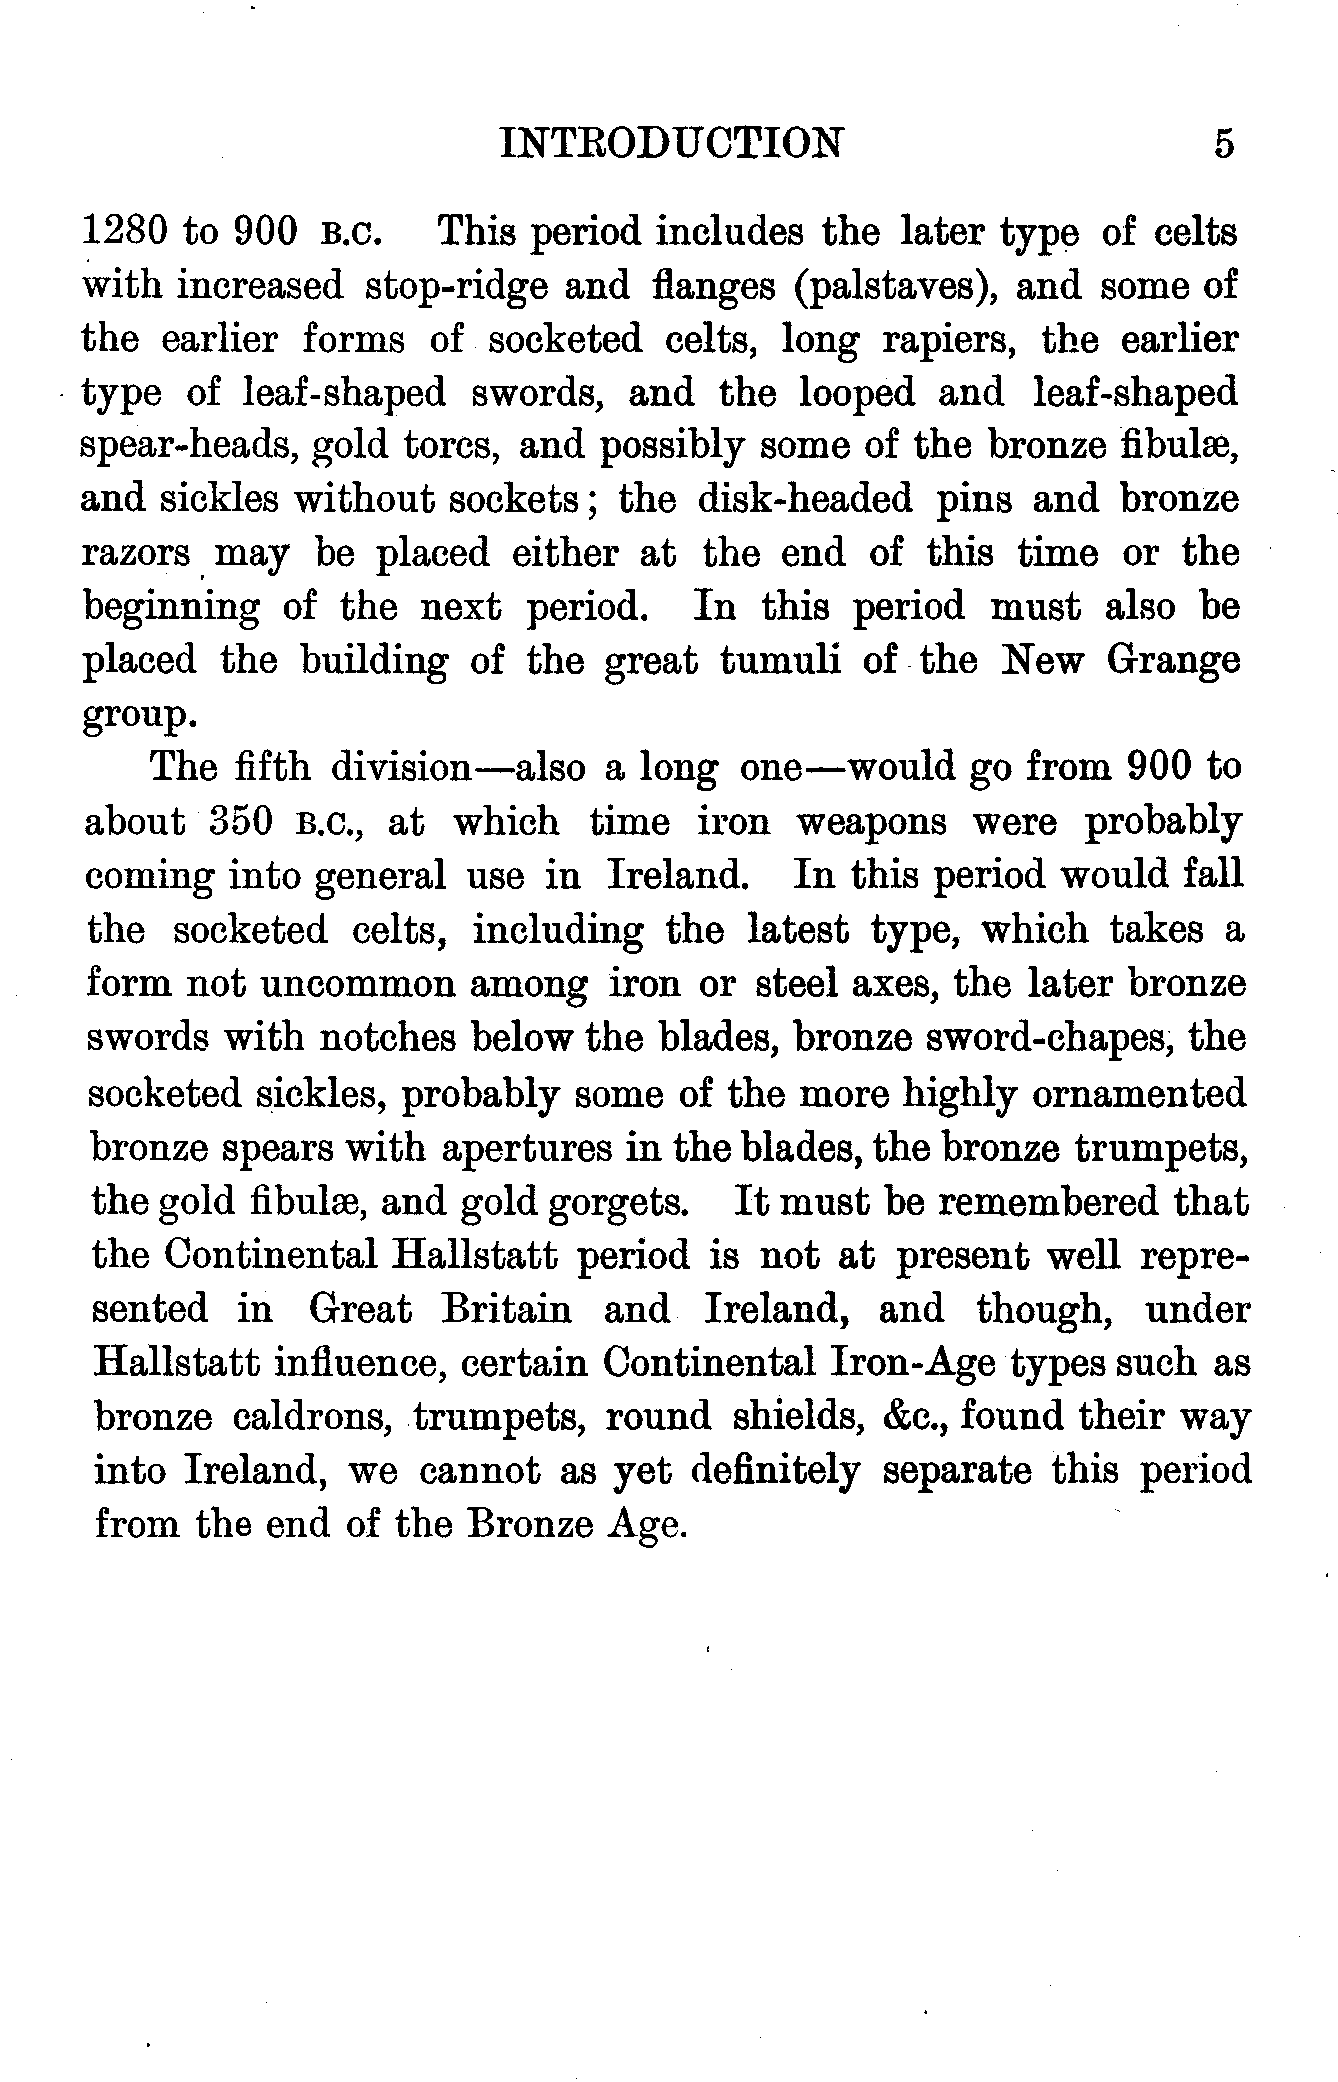 INTRODUCTION 5
1280 to 900 B.C. This period includes the later type of celts
with increased stop-ridge and flanges (palstaves), and some of
the earlier forms of socketed celts, long rapiers, the earlier
type of leaf-shaped swords, and the looped and leaf-shaped
spear-heads, gold torcs, and possibly some of the bronze fibulæ,
and sickles without sockets; the disk-headed pins and bronze
razors may be placed either at the end of this time or the
beginning of the next period. In this period must also be
placed the building of the great tumuli of the New Grange
group.
The fifth division—also a long one—would go from 900 to
about 350 B.C., at which time iron weapons were probably
coming into general use in Ireland. In this period would fall
the socketed celts, including the latest type, which takes a
form not uncommon among iron or steel axes, the later bronze
swords with notches below the blades, bronze sword-chapes, the
socketed sickles, probably some of the more highly ornamented
bronze spears with apertures in the blades, the bronze trumpets,
the gold fibulæ, and gold gorgets. It must be remembered that
the Continental Hallstatt period is not at present well repre-
sented in Great Britain and Ireland, and though, under
Hallstatt influence, certain Continental Iron-Age types such as
bronze caldrons, trumpets, round shields, &c., found their way
into Ireland, we cannot as yet definitely separate this period
from the end of the Bronze Age.